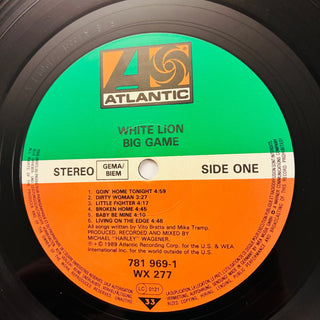 ATLANTIC
WHITE LION
BIG GAME
STEREO
GEMA/
BIEM
SIDE ONE
1. GOIN' HOME TONIGHT 4:59
2. DIRTY WOMAN 3:27
3. LITTLE FIGHTER 4:17
4. BROKEN HOME 4:45
5. BABY BE MINE 4:10
6. LIVING ON THE EDGE 4:48
All songs written by Vito Bratta and Mike Tramp.
PRODUCED, RECORDED AND MIXED BY
MICHAEL "HARLEY" WAGENER.
℗ + © 1989 Atlantic Recording Corp. for the U.S. & WEA
International Inc. for the world outside of the U.S.
781 969-1
WX 277
LC 0121
33